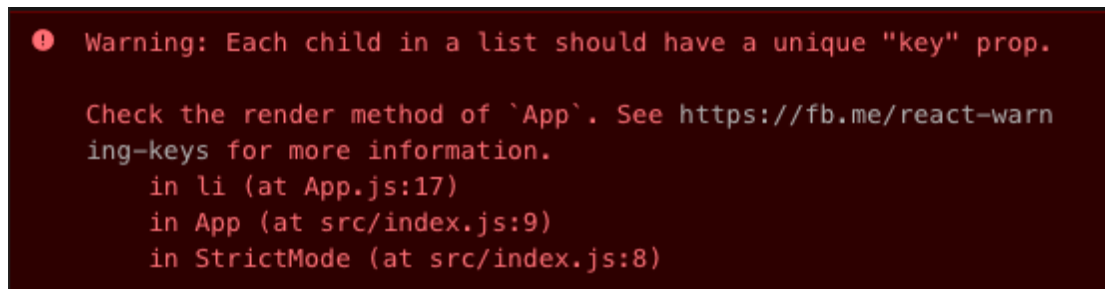 Warning: Each child in a list should have a unique "key" prop.
Check the render method of `App`. See https://fb.me/react-warn
ing-keys for more information.
in li (at App.js:17)
in App (at src/index.js:9)
in StrictMode (at src/index.js:8)